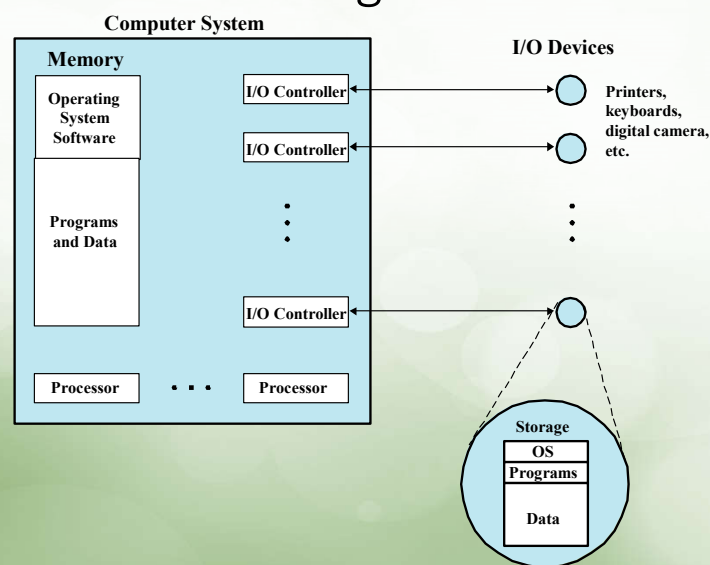 Computer System
I/O Devices
Memory
Operating
System
Software
Programs
and Data
I/O Controller
I/O Controller
I/O Controller
Processor
Processor
Printers,
keyboards,
digital camera,
etc.
Storage
OS
Programs
Data